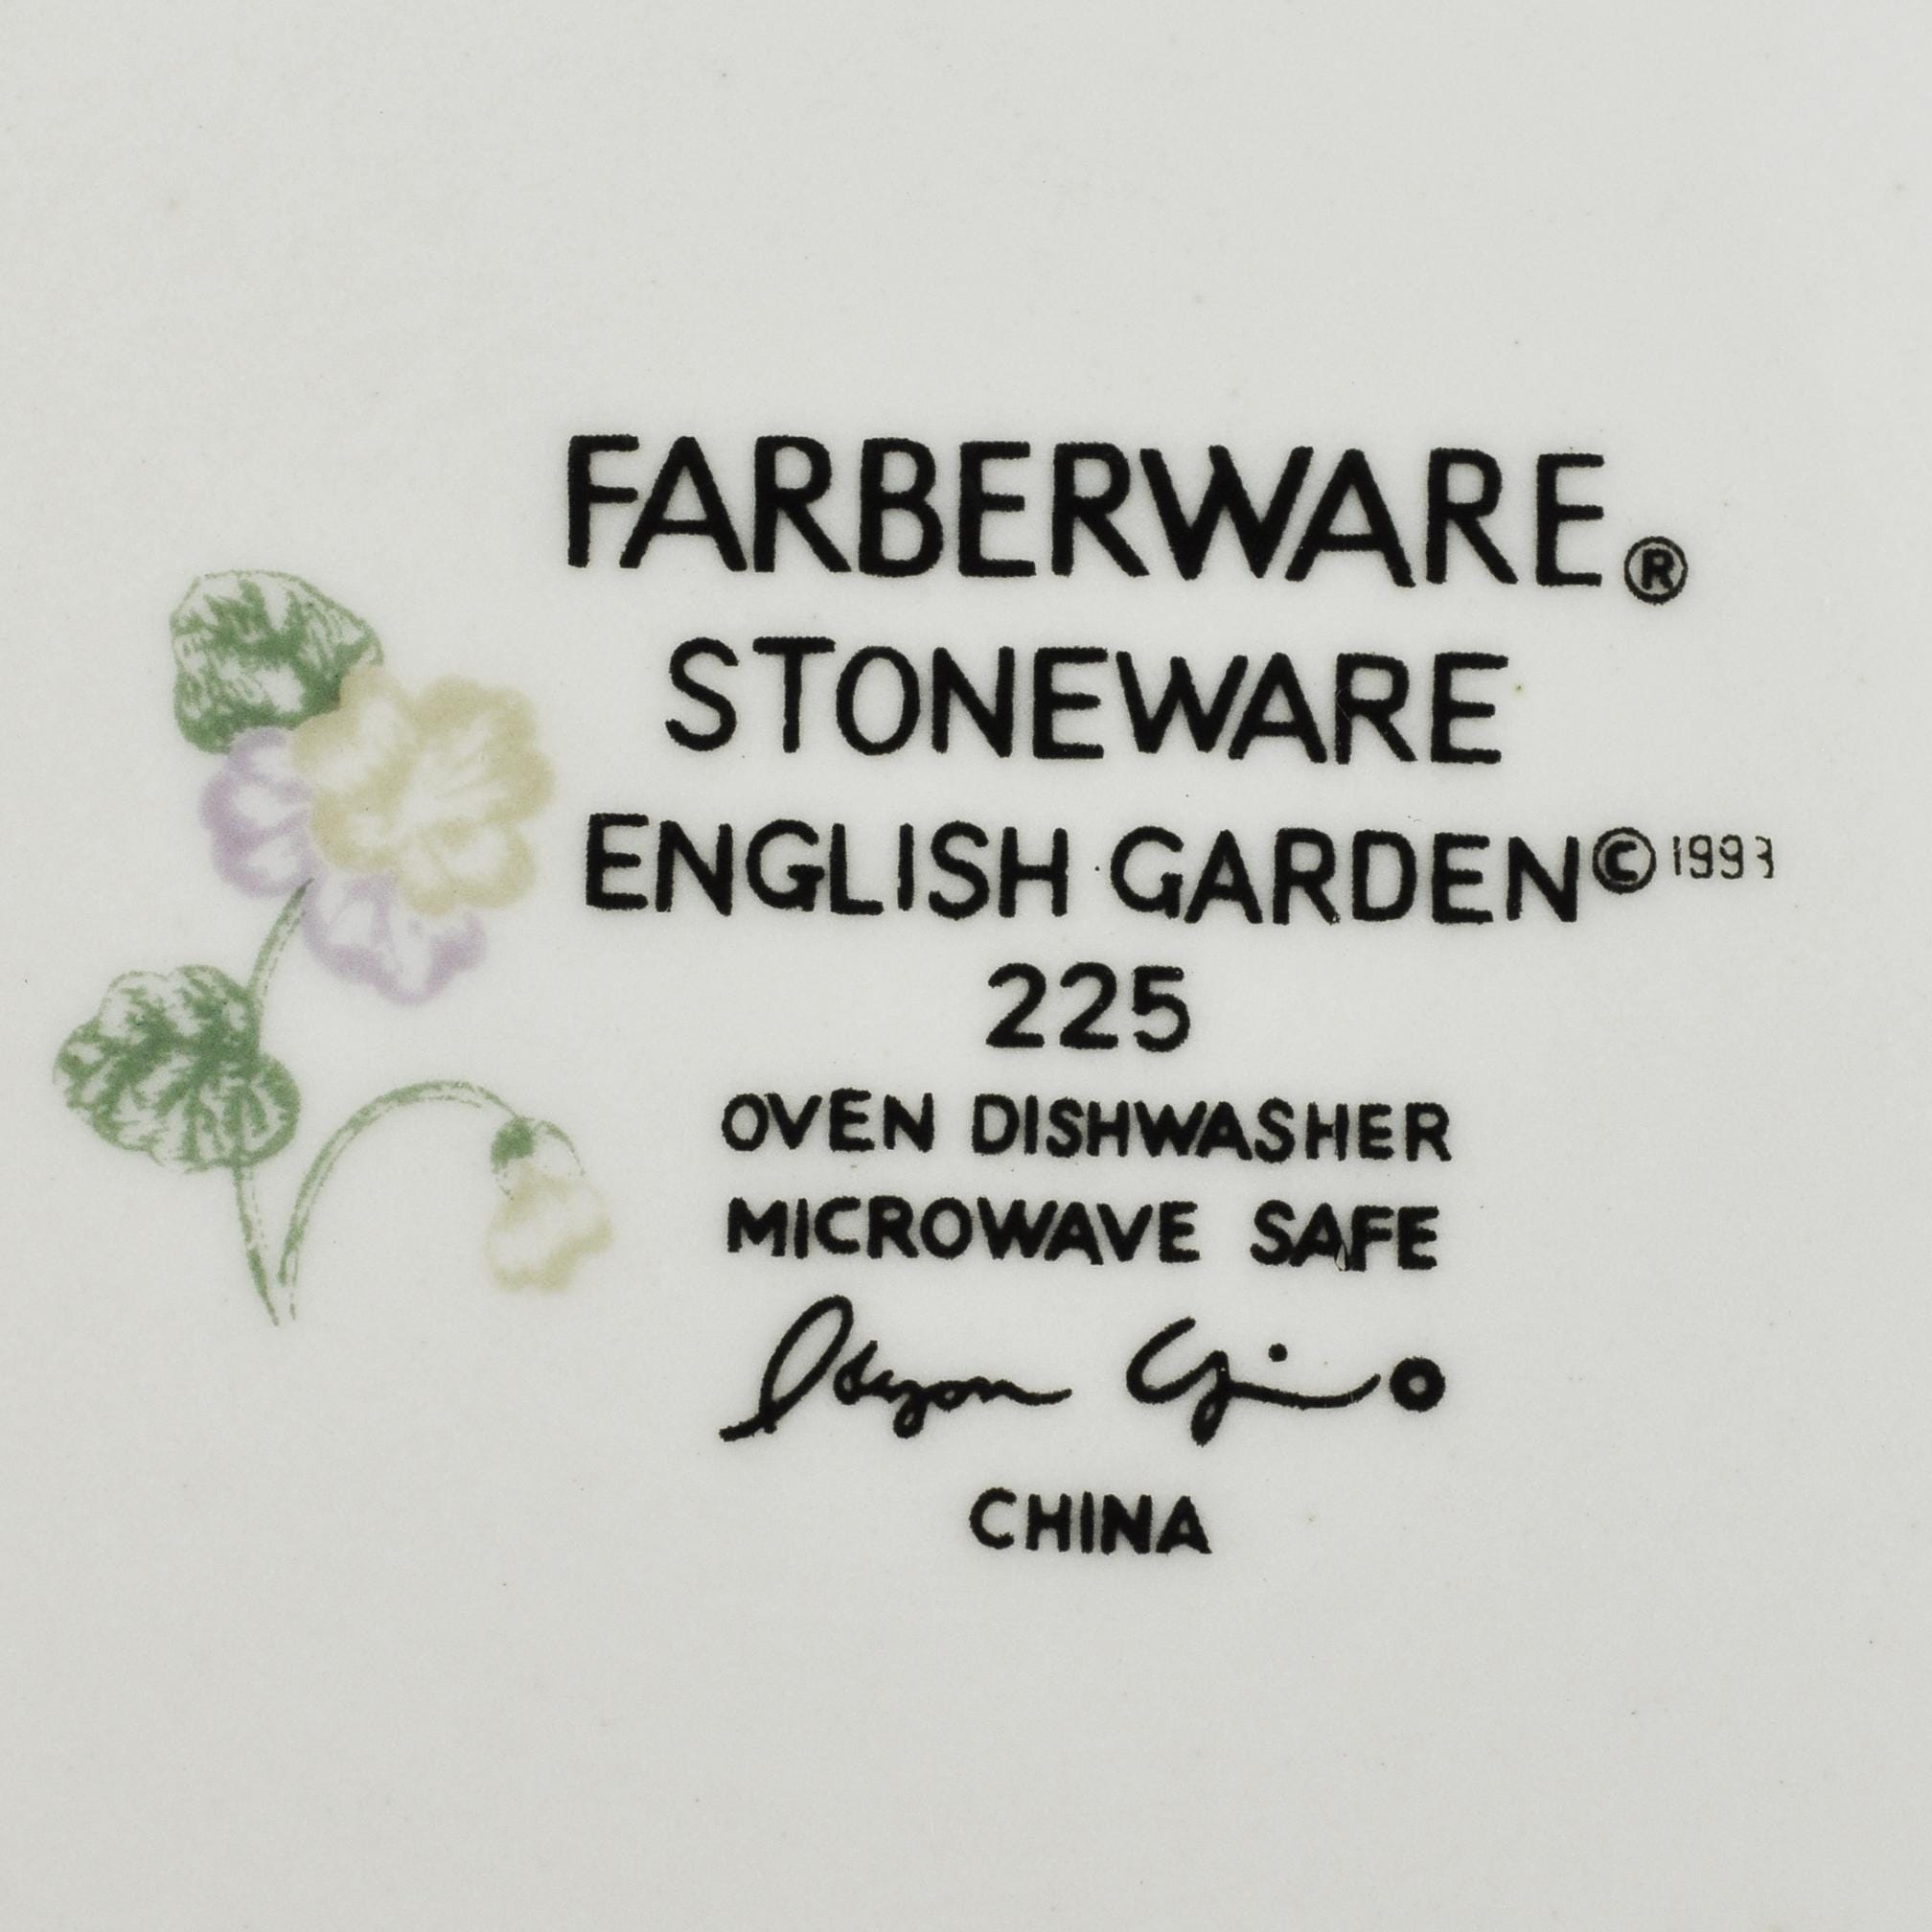 FARBERWARE®
STONEWARE
ENGLISH GARDEN©1993
225
OVEN DISHWASHER
MICROWAVE SAFE
CHINA